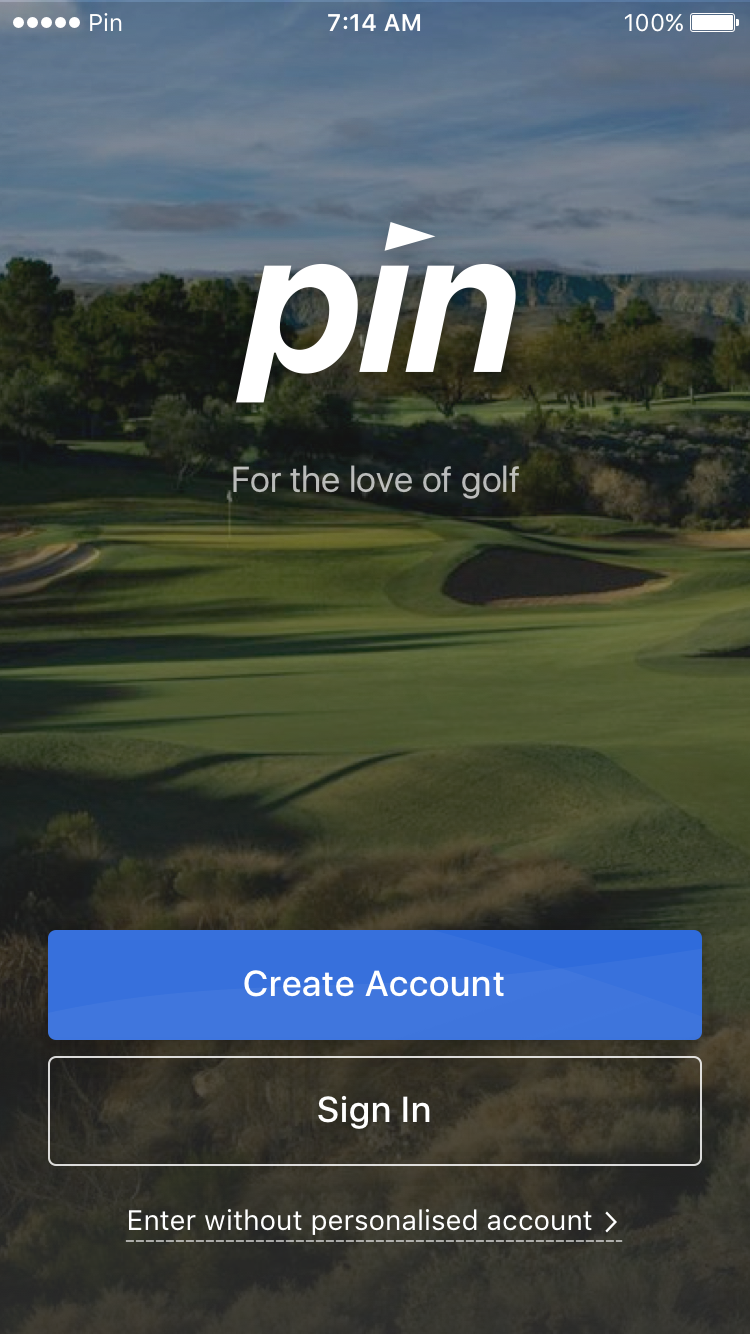 Pin 7:14 AM 100%
pin
For the love of golf
Create Account
Sign In
Enter without personalised account